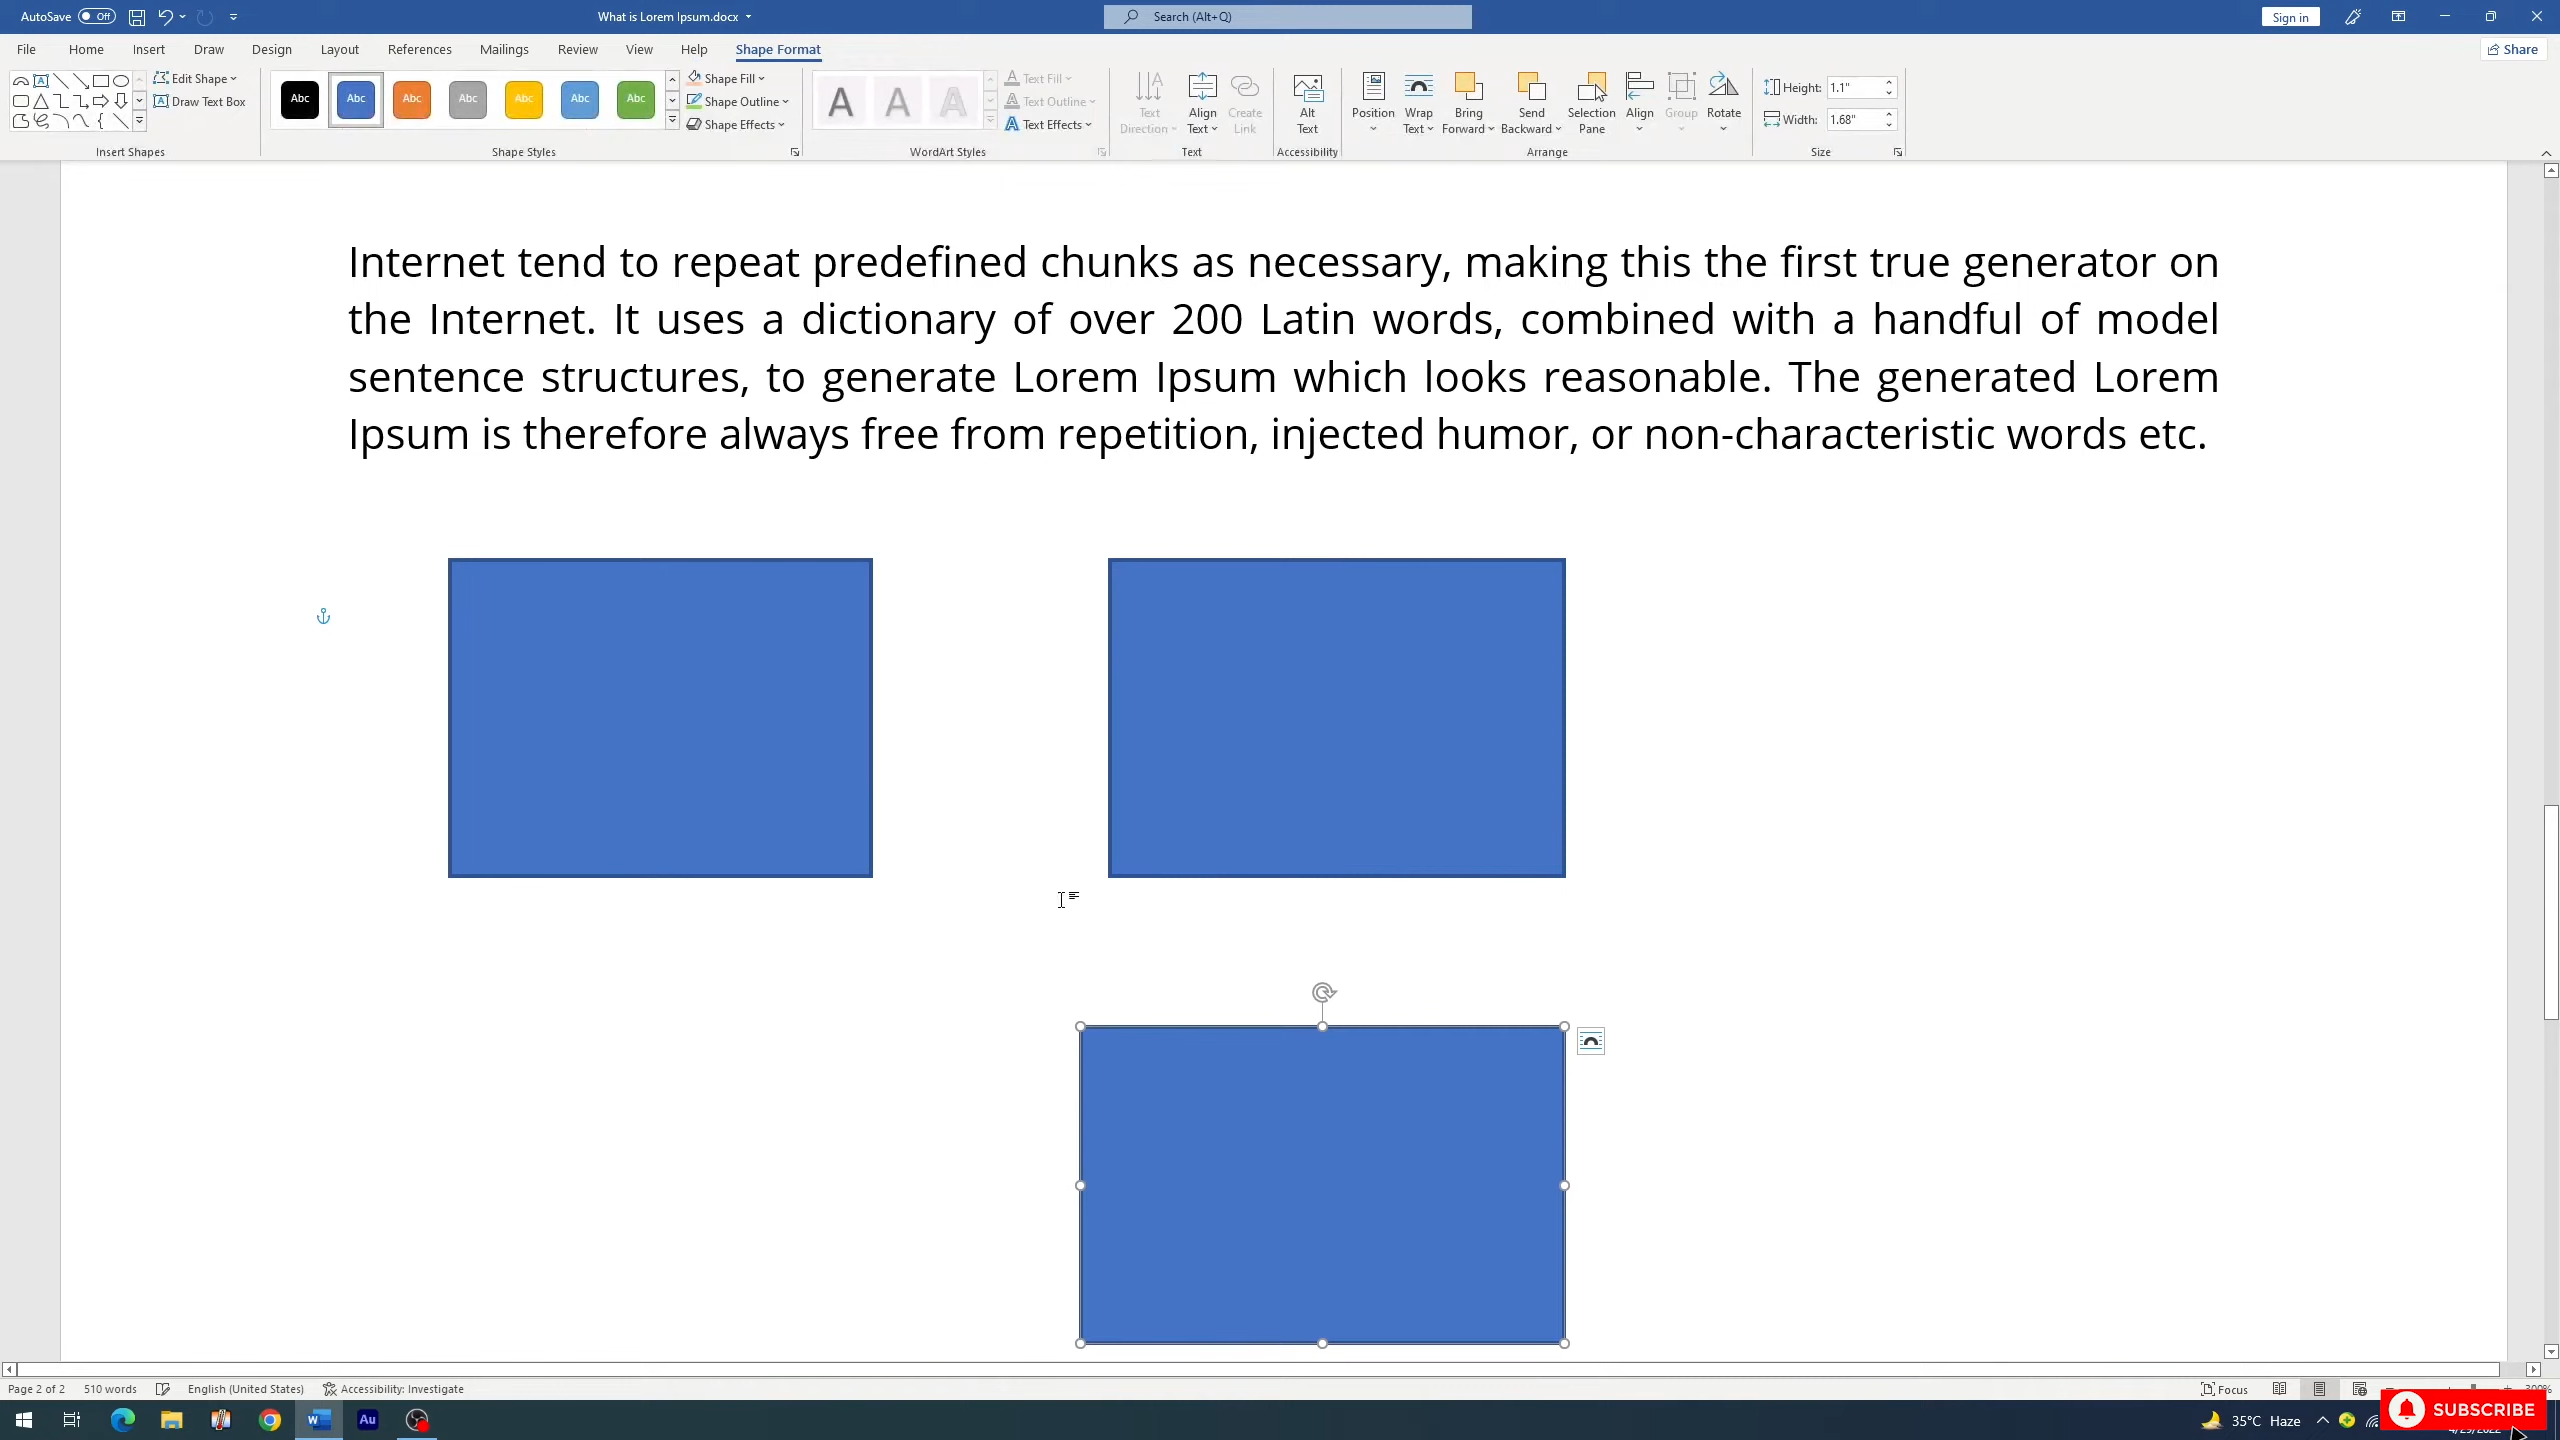 AutoSave Off
What is Lorem Ipsum.docx
Search (Alt+Q)
Sign in
File Home Insert Draw Design Layout References Mailings Review View Help Shape Format
Share
Edit Shape
Draw Text Box
Insert Shapes
Abc Abc Abc Abc Abc Abc Abc
Shape Fill
Shape Outline
Shape Effects
Shape Styles
A A A
Text Fill
Text Outline
Text Effects
WordArt Styles
Text Direction
Align Text
Create Link
Text
Alt Text
Accessibility
Position
Wrap Text
Bring Forward
Send Backward
Selection Pane
Align
Group
Rotate
Arrange
Height: 1.1"
Width: 1.68"
Size
Internet tend to repeat predefined chunks as necessary, making this the first true generator on
the Internet. It uses a dictionary of over 200 Latin words, combined with a handful of model
sentence structures, to generate Lorem Ipsum which looks reasonable. The generated Lorem
Ipsum is therefore always free from repetition, injected humor, or non-characteristic words etc.
Page 2 of 2 510 words English (United States) Accessibility: Investigate
Focus
35°C Haze
SUBSCRIBE